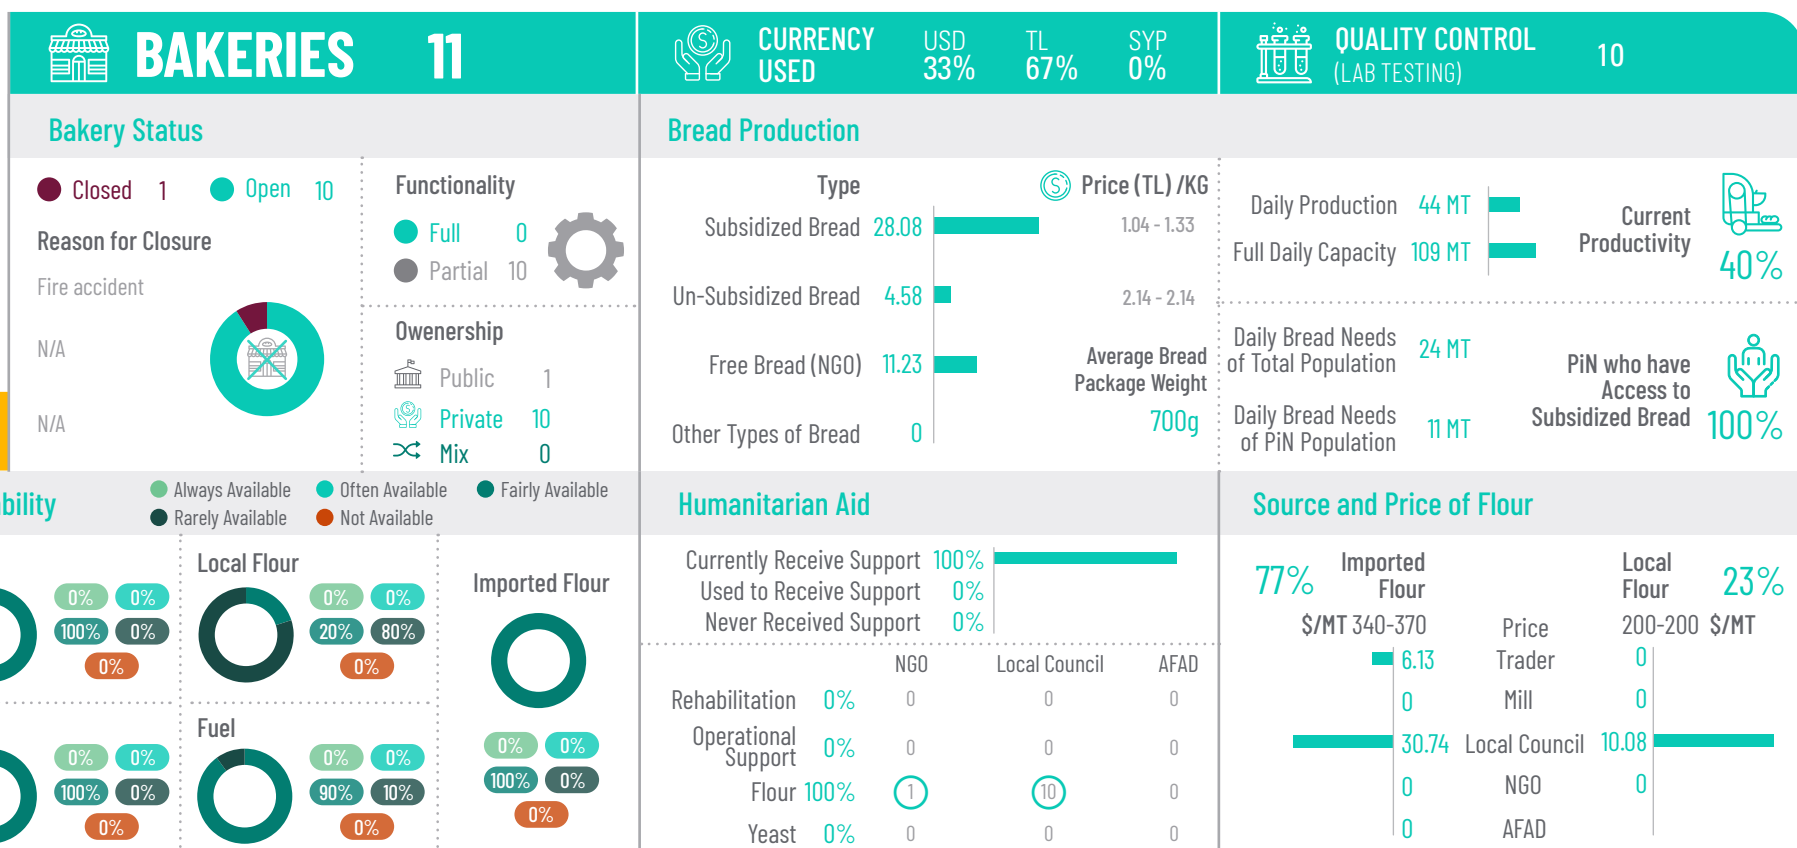 BAKERIES 11
CURRENCY
USED
USD
33%
TL
67%
SYP
0%
QUALITY CONTROL
(LAB TESTING)
10
Bakery Status
Closed 1
Open 10
Reason for Closure
Fire accident
N/A
N/A
Functionality
Full 0
Partial 10
Owenership
Public 1
Private 10
Mix 0
Bread Production
Type
Price (TL) /KG
Subsidized Bread 28.08
1.04 - 1.33
Un-Subsidized Bread 4.58
2.14 - 2.14
Free Bread (NGO) 11.23
Other Types of Bread 0
Average Bread
Package Weight
700g
Daily Production 44 MT
Full Daily Capacity 109 MT
Current
Productivity
40%
Daily Bread Needs
of Total Population
24 MT
Daily Bread Needs
of PiN Population
11 MT
PiN who have
Access to
Subsidized Bread
100%
bility
Always Available
Often Available
Fairly Available
Rarely Available
Not Available
0% 0%
100% 0%
0%
Local Flour
0% 0%
20% 80%
0%
Imported Flour
0% 0%
100% 0%
0%
0% 0%
100% 0%
0%
Fuel
0% 0%
90% 10%
0%
Humanitarian Aid
Currently Receive Support 100%
Used to Receive Support 0%
Never Received Support 0%
NGO Local Council AFAD
Rehabilitation 0% 0 0 0
Operational
Support 0% 0 0 0
Flour 100% 1 10 0
Yeast 0% 0 0 0
Source and Price of Flour
77%
Imported
Flour
Local
Flour
23%
$/MT 340-370 Price 200-200 $/MT
6.13 Trader 0
0 Mill 0
30.74 Local Council 10.08
0 NGO 0
0 AFAD